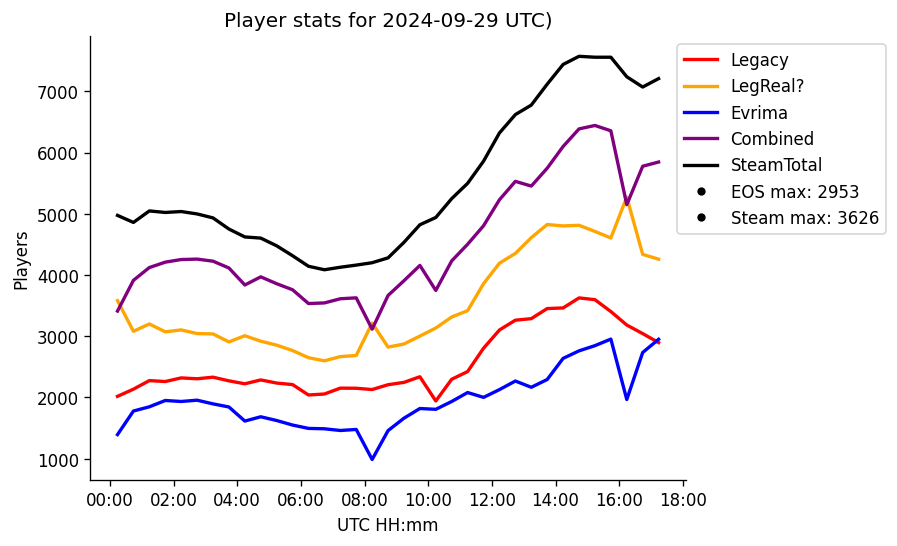 Player stats for 2024-09-29 UTC)
Legacy
LegReal?
Evrima
Combined
SteamTotal
EOS max: 2953
Steam max: 3626
Players
7000
6000
5000
4000
3000
2000
1000
00:00 02:00 04:00 06:00 08:00 10:00 12:00 14:00 16:00 18:00
UTC HH:mm